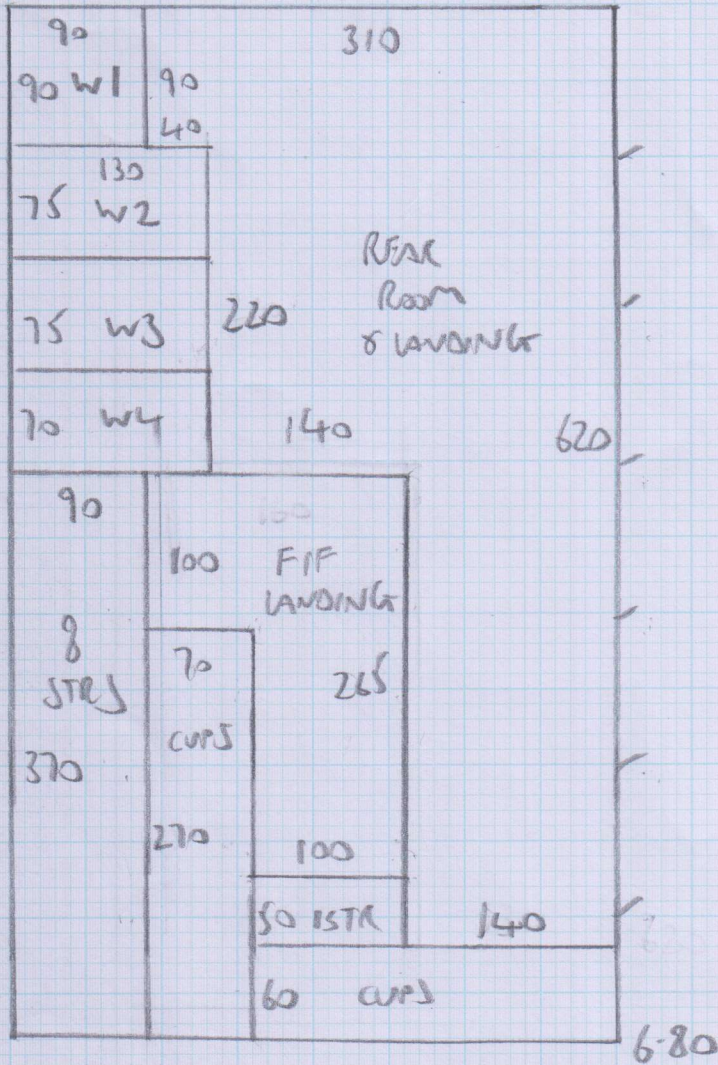 90
310
90 W1
90
40
130
75 W2
REAR
ROOM
& LANDING
75 W3
220
70 W4
140
620
90
100
F/F
LANDING
8
STRS
70
265
CUPS
370
270
100
50 1STR
140
60 CUPS
6-80